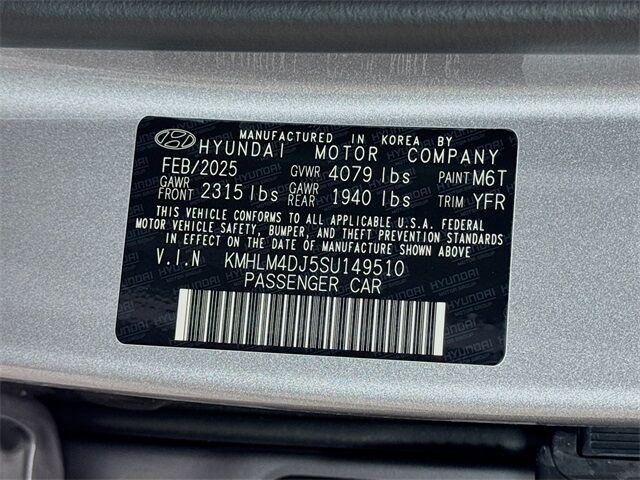 MANUFACTURED IN KOREA BY
HYUNDAI MOTOR COMPANY
FEB/2025 GVWR 4079 lbs PAINT M6T
GAWR FRONT 2315 lbs GAWR REAR 1940 lbs TRIM YFR
THIS VEHICLE CONFORMS TO ALL APPLICABLE U.S.A. FEDERAL
MOTOR VEHICLE SAFETY, BUMPER, AND THEFT PREVENTION STANDARDS
IN EFFECT ON THE DATE OF MANUFACTURE SHOWN ABOVE.
V.I.N KMHLM4DJ5SU149510
PASSENGER CAR